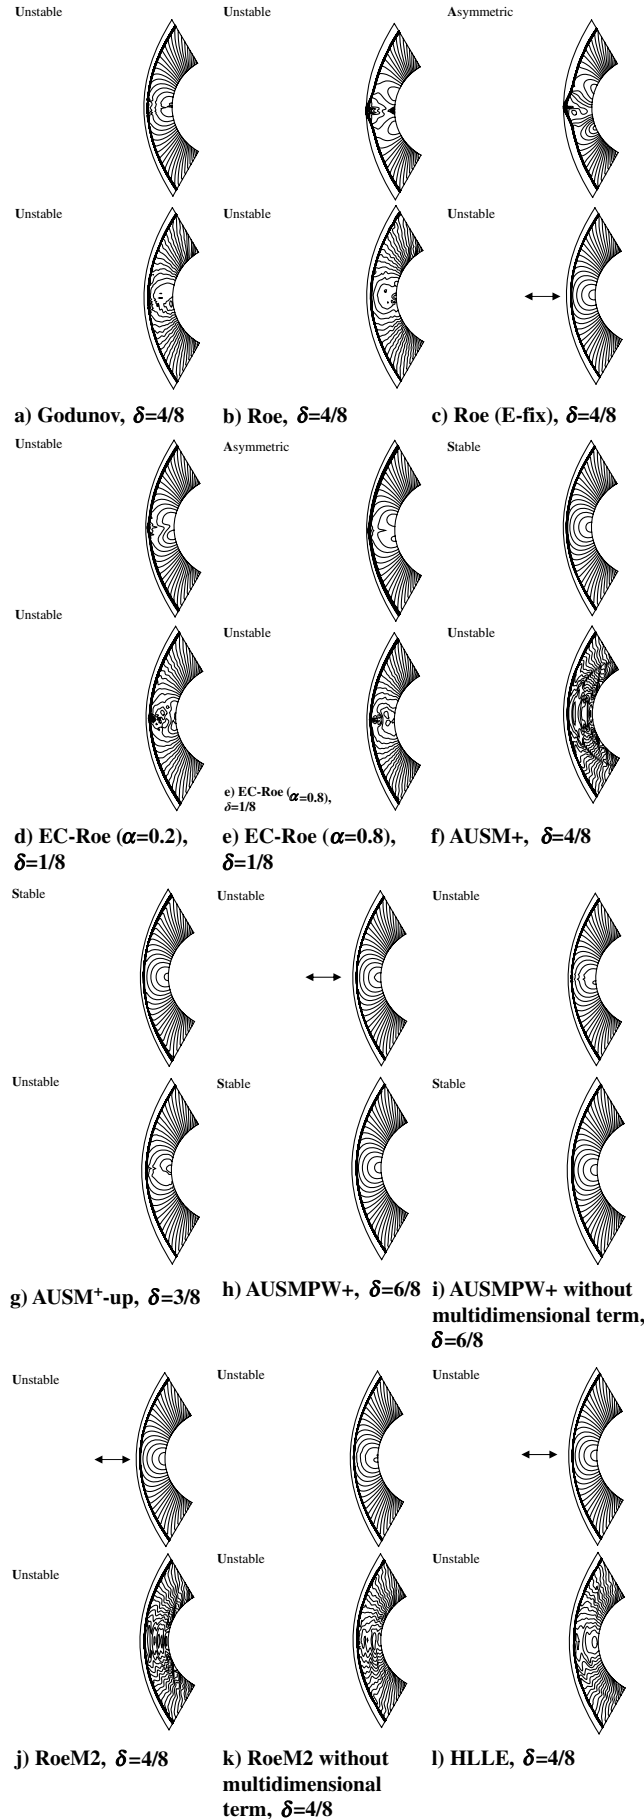 Unstable
Unstable
Asymmetric
Unstable
Unstable
Unstable
a) Godunov, δ=4/8
b) Roe, δ=4/8
c) Roe (E-fix), δ=4/8
Unstable
Asymmetric
Stable
Unstable
Unstable
Unstable
e) EC-Roe (α=0.8),
δ=1/8
d) EC-Roe (α=0.2),
δ=1/8
e) EC-Roe (α=0.8),
δ=1/8
f) AUSM+, δ=4/8
Stable
Unstable
Unstable
Unstable
Stable
Stable
g) AUSM+-up, δ=3/8
h) AUSMPW+, δ=6/8
i) AUSMPW+ without
multidimensional term,
δ=6/8
Unstable
Unstable
Unstable
Unstable
Unstable
Unstable
j) RoeM2, δ=4/8
k) RoeM2 without
multidimensional
term, δ=4/8
l) HLLE, δ=4/8